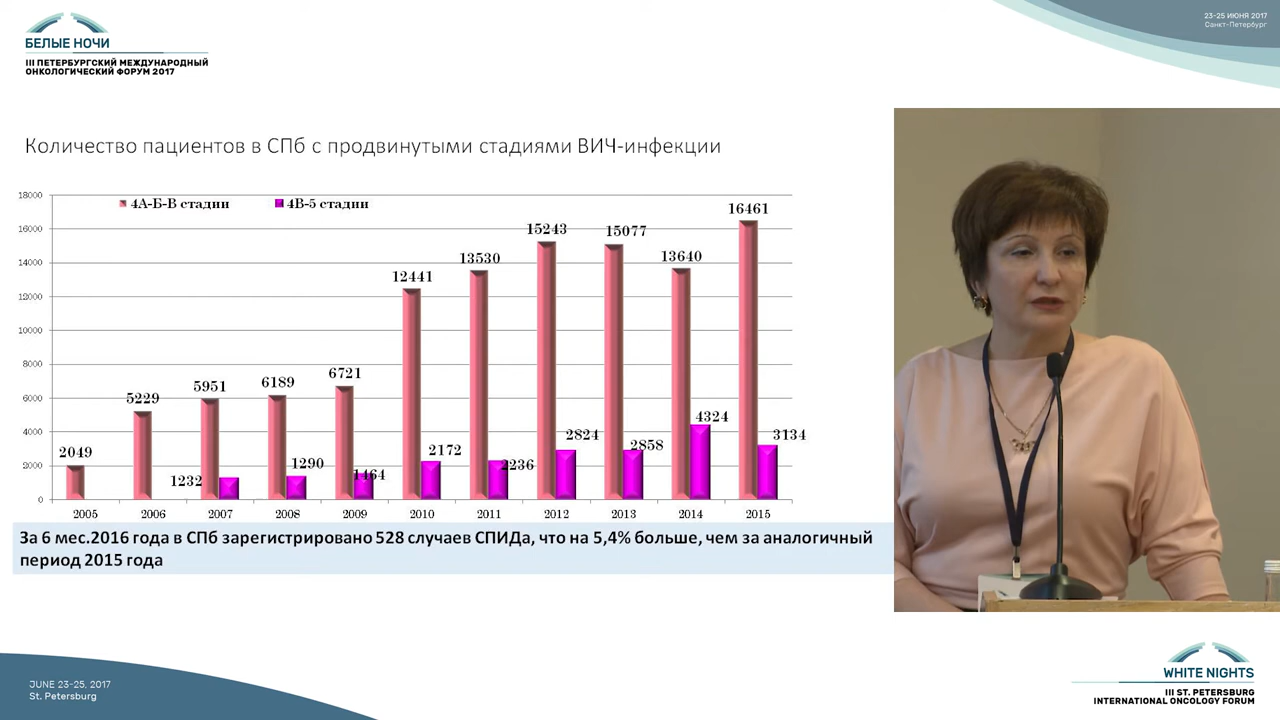 БЕЛЫЕ НОЧИ
III ПЕТЕРБУРГСКИЙ МЕЖДУНАРОДНЫЙ
ОНКОЛОГИЧЕСКИЙ ФОРУМ 2017
23-25 ИЮНЯ 2017
Санкт-Петербург
Количество пациентов в СПб с продвинутыми стадиями ВИЧ-инфекции
4А-Б-В стадии
4В-5 стадии
18000
16000
14000
12000
10000
8000
6000
4000
2000
0
2049
5229
5951
1232
6189
1290
6721
1464
12441
2172
13530
2236
15243
2824
15077
2858
13640
4324
16461
3134
2005 2006 2007 2008 2009 2010 2011 2012 2013 2014 2015
За 6 мес.2016 года в СПб зарегистрировано 528 случаев СПИДа, что на 5,4% больше, чем за аналогичный
период 2015 года
JUNE 23-25, 2017
St. Petersburg
WHITE NIGHTS
III ST. PETERSBURG
INTERNATIONAL ONCOLOGY FORUM